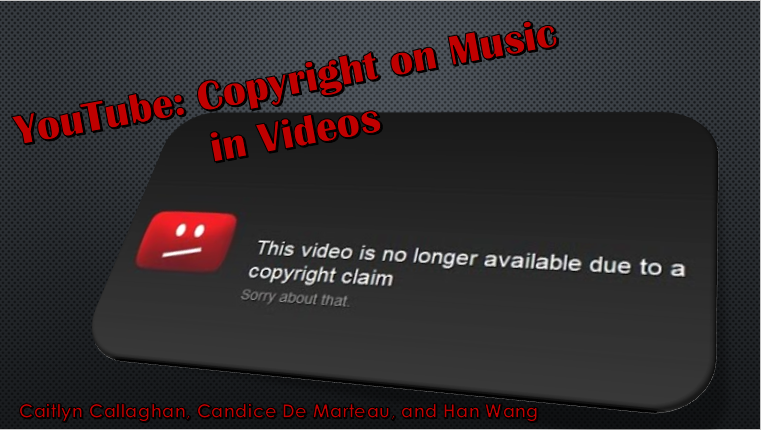 YouTube: Copyright on Music
in Videos
This video is no longer available due to a
copyright claim
Sorry about that.
Caitlyn Callaghan, Candice De Marteau, and Han Wang